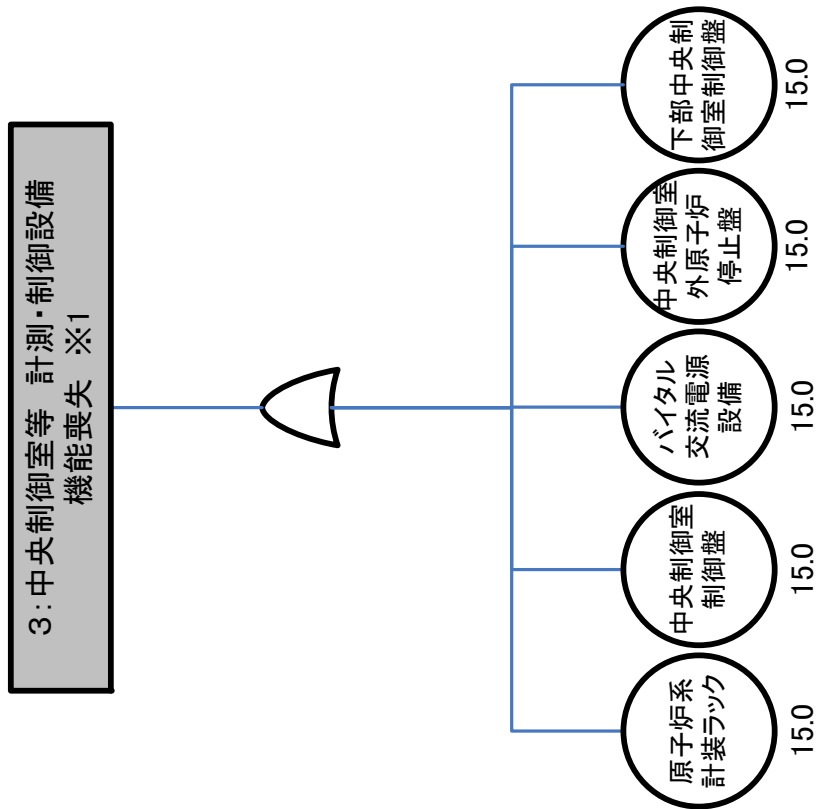 3:中央制御室等 計測・制御設備
機能喪失 ※1
原子炉系
計装ラック
15.0
中央制御室
制御盤
15.0
バイタル
交流電源
設備
15.0
中央制御室
外原子炉
停止盤
15.0
下部中央制
御室制御盤
15.0